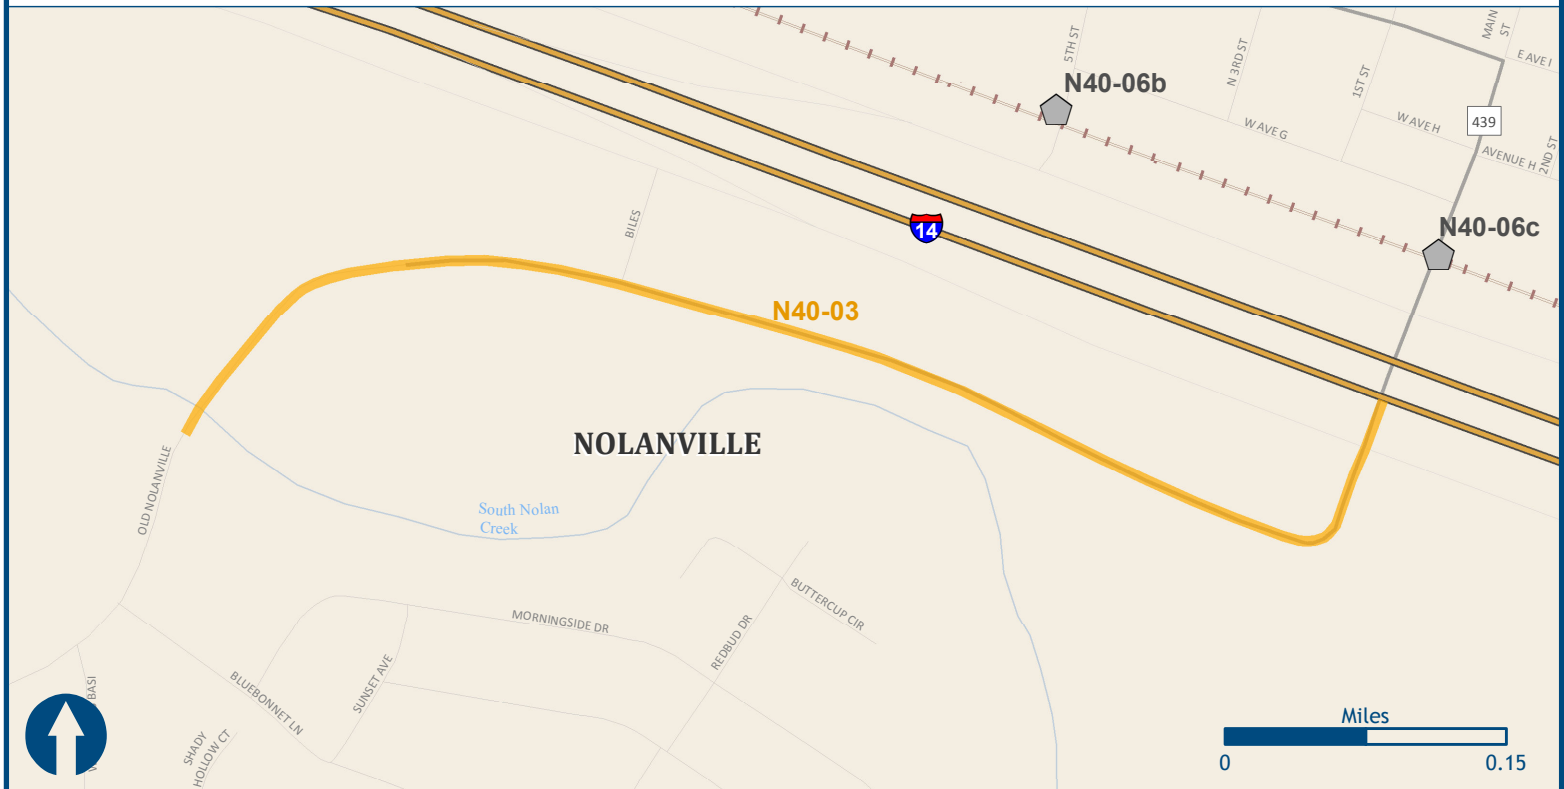 MAIN
ST
5TH ST
N 3RD ST
1ST ST
E AVE I
N40-06b
W AVE G
W AVE H
439
AVENUE H
2ND ST
BILES
14
N40-06c
N40-03
NOLANVILLE
OLD NOLANVILLE
South Nolan
Creek
MORNINGSIDE DR
BUTTERCUP CIR
REDBUD DR
SUNSET AVE
BLUEBONNET LN
SHADY
HOLLOW CT
Miles
0
0.15